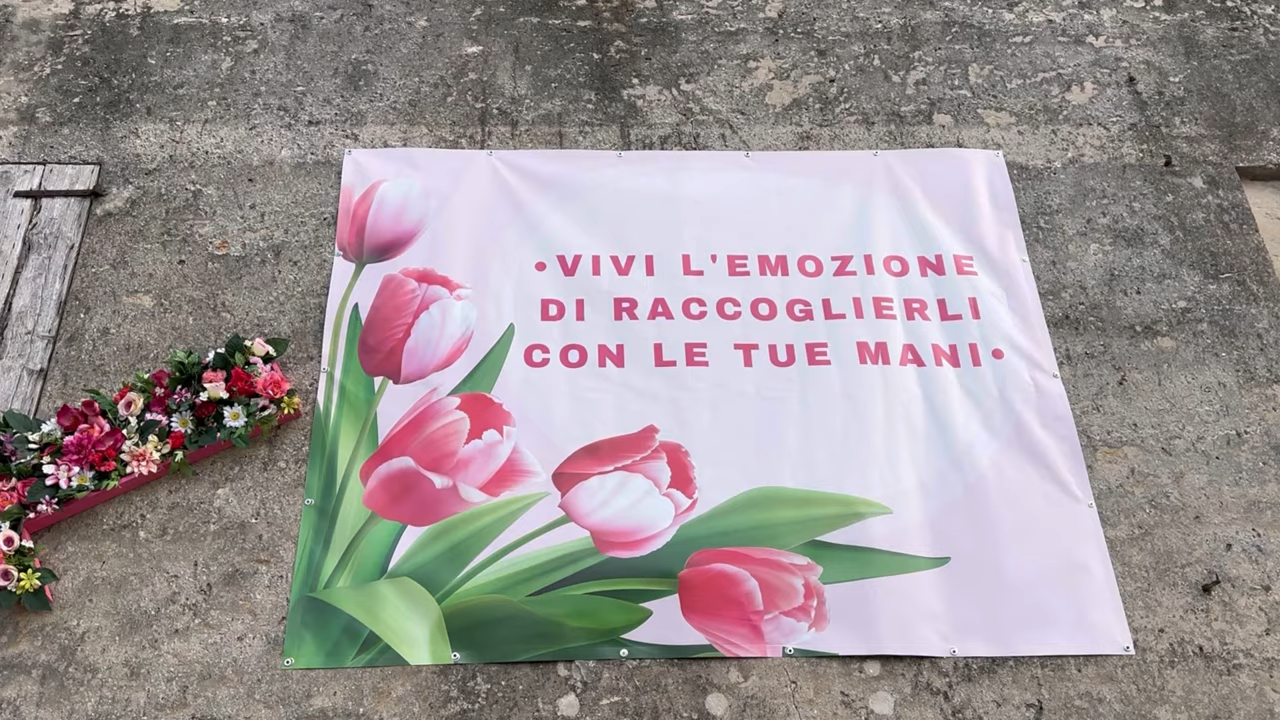 •VIVI L'EMOZIONE
DI RACCOGLIERLI
CON LE TUE MANI•